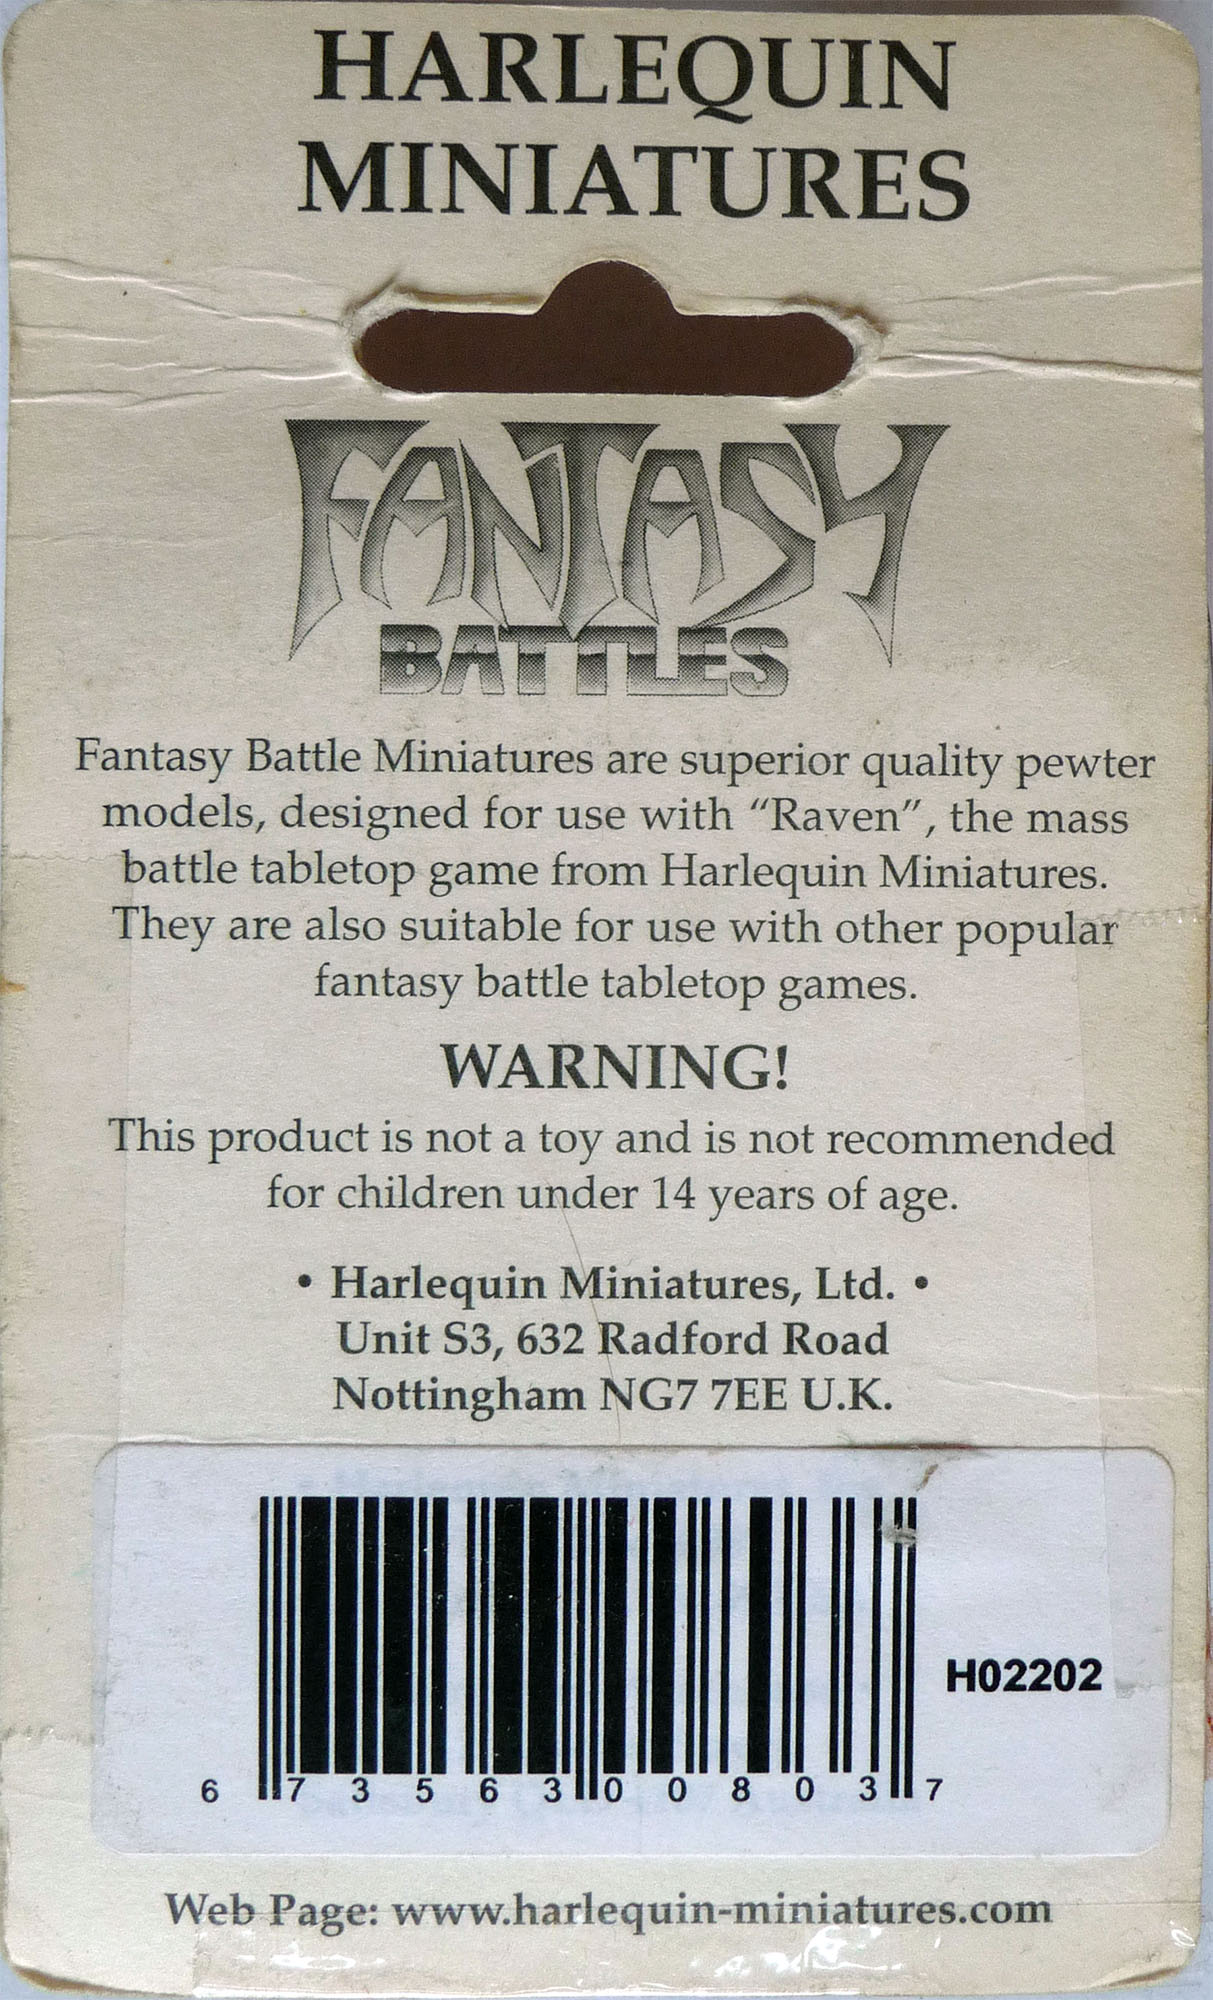 HARLEQUIN
MINIATURES
FANTASY
BATTLES
Fantasy Battle Miniatures are superior quality pewter
models, designed for use with “Raven”, the mass
battle tabletop game from Harlequin Miniatures.
They are also suitable for use with other popular
fantasy battle tabletop games.
WARNING!
This product is not a toy and is not recommended
for children under 14 years of age.
• Harlequin Miniatures, Ltd. •
Unit S3, 632 Radford Road
Nottingham NG7 7EE U.K.
H02202
6 73563 00803 7
Web Page: www.harlequin-miniatures.com